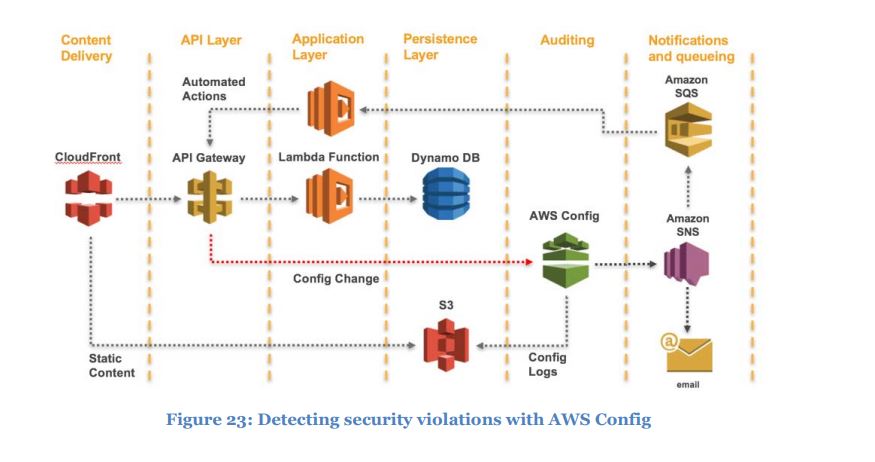 Content
Delivery
API Layer
Application
Layer
Persistence
Layer
Auditing
Notifications
and queueing
Automated
Actions
Amazon
SQS
CloudFront
API Gateway
Lambda Function
Dynamo DB
AWS Config
Amazon
SNS
Config Change
S3
Static
Content
Config
Logs
@
email
Figure 23: Detecting security violations with AWS Config